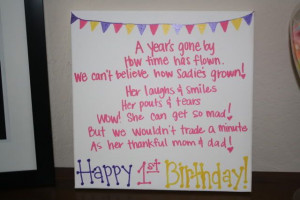 A Year's gone by
How time has flown.
We can't believe how Sadie's grown!
Her laughs & smiles
Her pouts & tears
Wow! She can get so mad!
But we wouldn't trade a minute
As her thankful mom & dad!
Happy 1st Birthday!